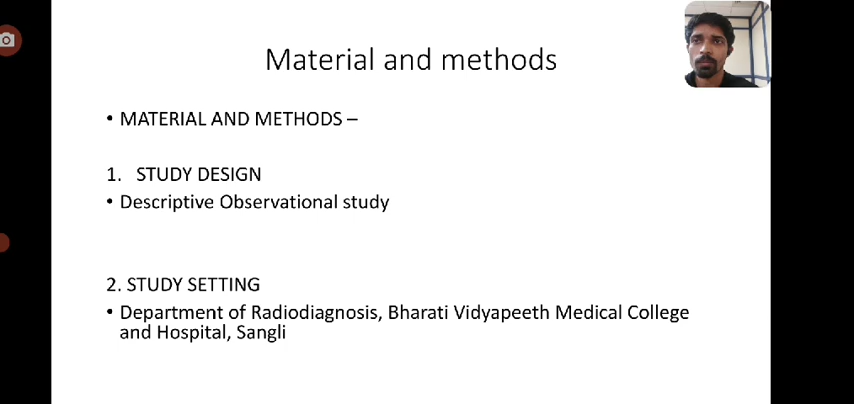 Material and methods
• MATERIAL AND METHODS –
1. STUDY DESIGN
• Descriptive Observational study
2. STUDY SETTING
• Department of Radiodiagnosis, Bharati Vidyapeeth Medical College
and Hospital, Sangli